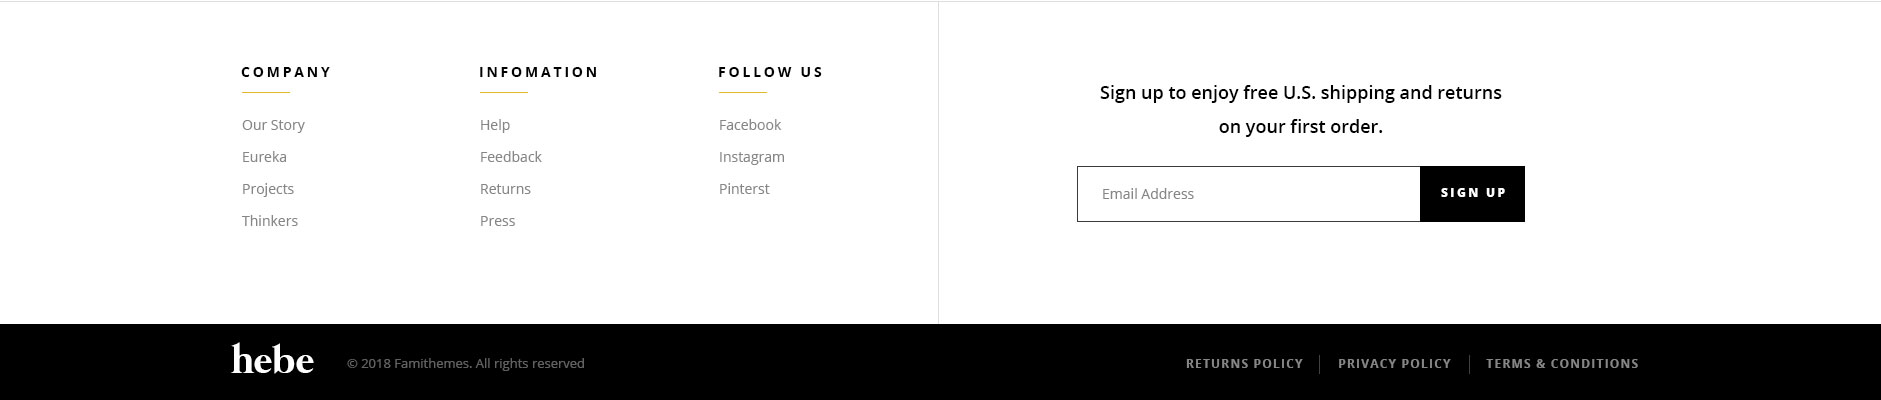 COMPANY
Our Story
Eureka
Projects
Thinkers
INFOMATION
Help
Feedback
Returns
Press
FOLLOW US
Facebook
Instagram
Pinterst
Sign up to enjoy free U.S. shipping and returns
on your first order.
Email Address
SIGN UP
hebe
© 2018 Famithemes. All rights reserved
RETURNS POLICY
PRIVACY POLICY
TERMS & CONDITIONS